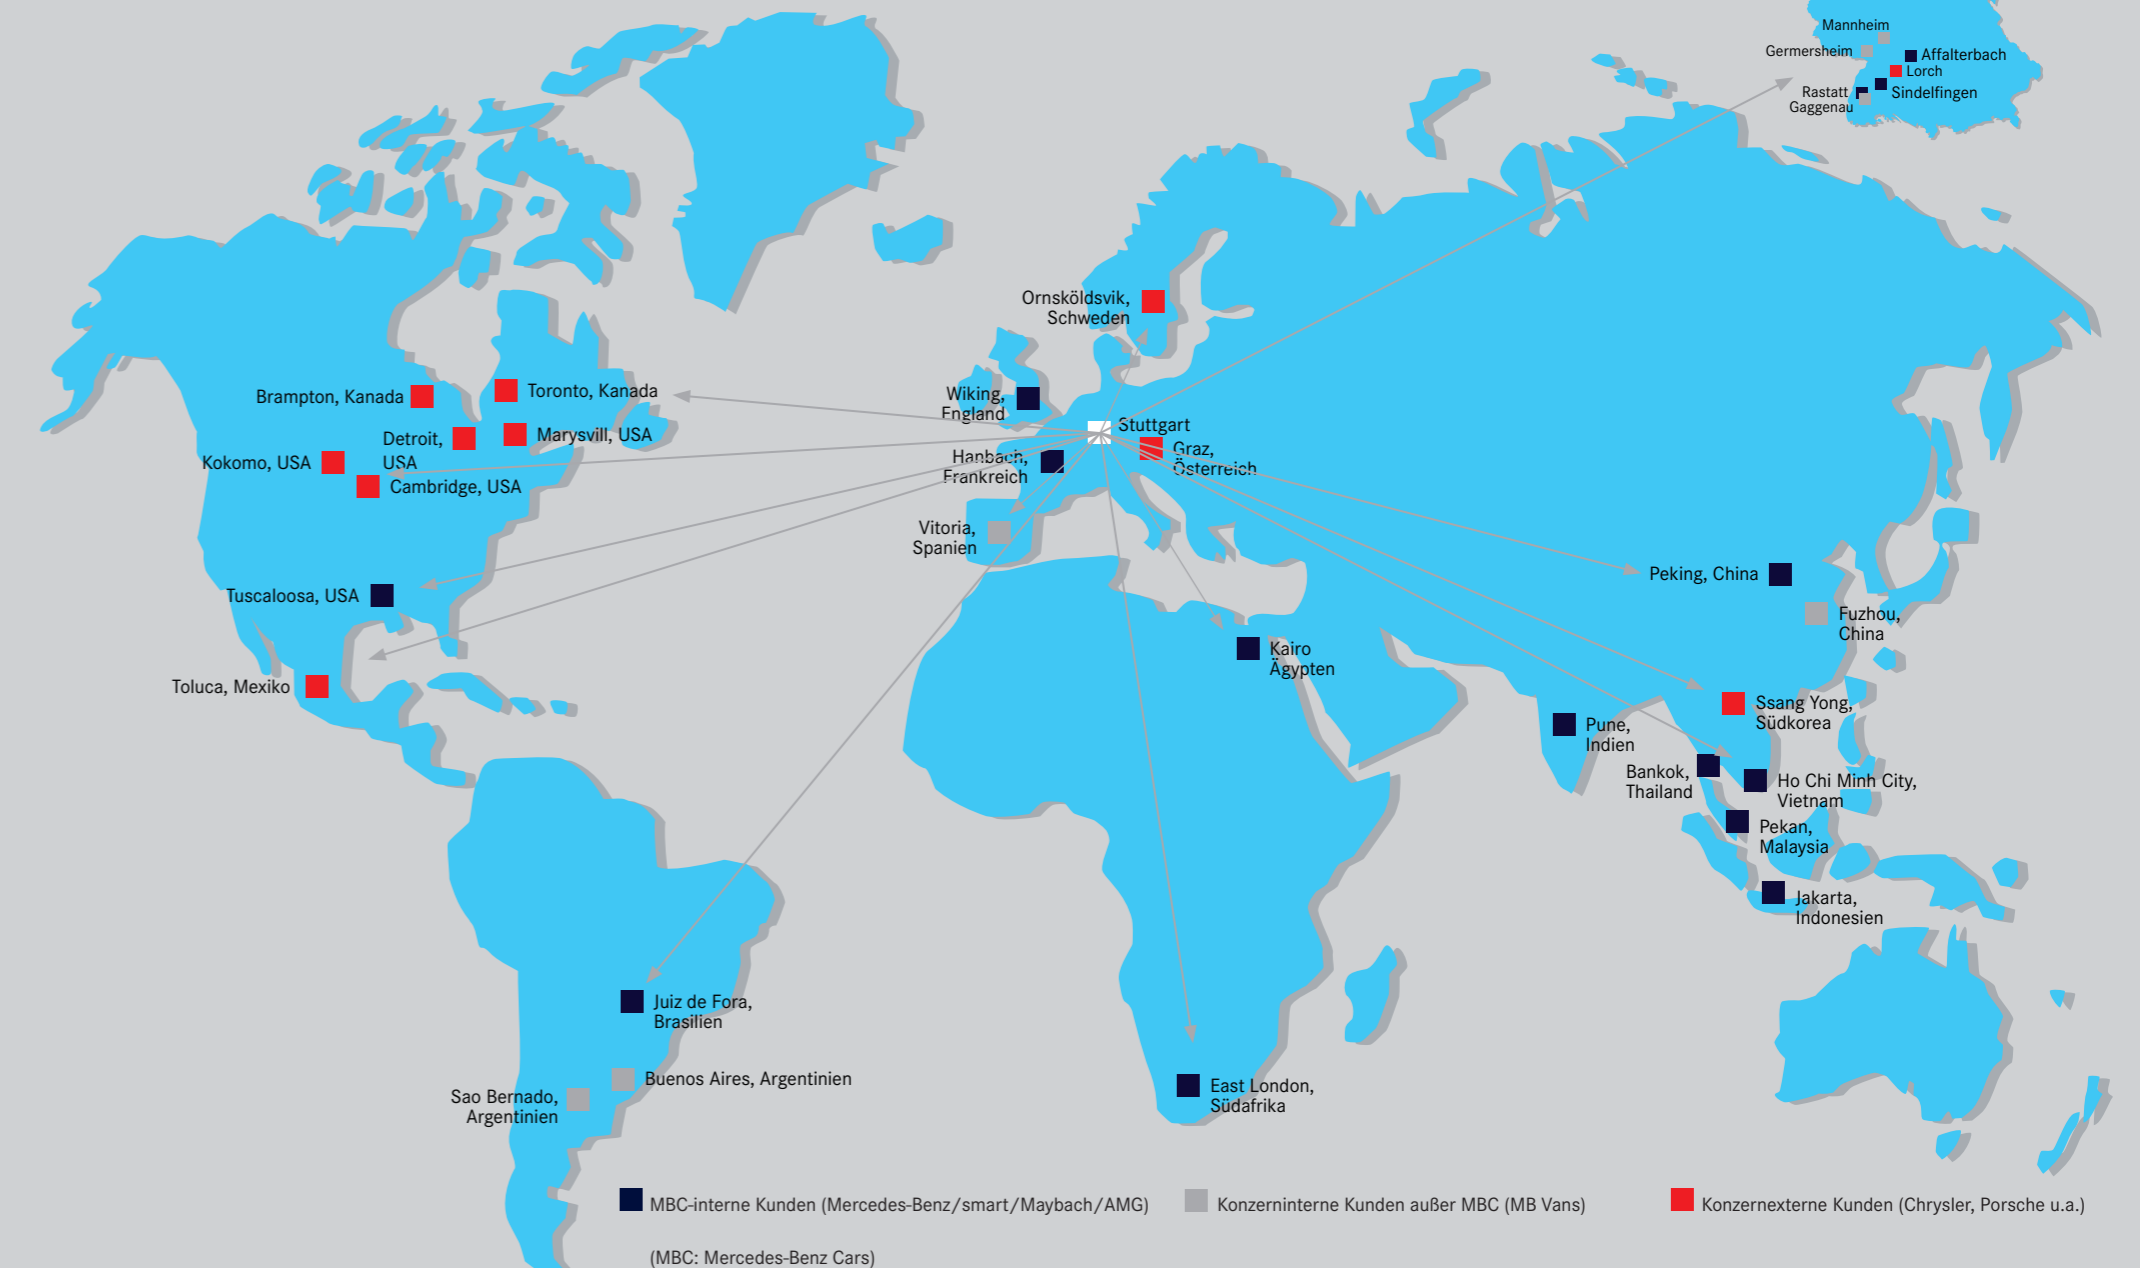 Mannheim
Germersheim
Affalterbach
Lorch
Rastatt
Sindelfingen
Gaggenau
Ornsköldsvik,
Schweden
Brampton, Kanada
Toronto, Kanada
Wiking,
England
Detroit,
USA
Marysvill, USA
Stuttgart
Kokomo, USA
Cambridge, USA
Hanbach,
Frankreich
Graz,
Österreich
Vitoria,
Spanien
Tuscaloosa, USA
Peking, China
Fuzhou,
China
Kairo
Ägypten
Toluca, Mexiko
Ssang Yong,
Südkorea
Pune,
Indien
Bankok,
Thailand
Ho Chi Minh City,
Vietnam
Pekan,
Malaysia
Jakarta,
Indonesien
Juiz de Fora,
Brasilien
Buenos Aires, Argentinien
Sao Bernado,
Argentinien
East London,
Südafrika
MBC-interne Kunden (Mercedes-Benz/smart/Maybach/AMG)
Konzerninterne Kunden außer MBC (MB Vans)
Konzernexterne Kunden (Chrysler, Porsche u.a.)
(MBC: Mercedes-Benz Cars)